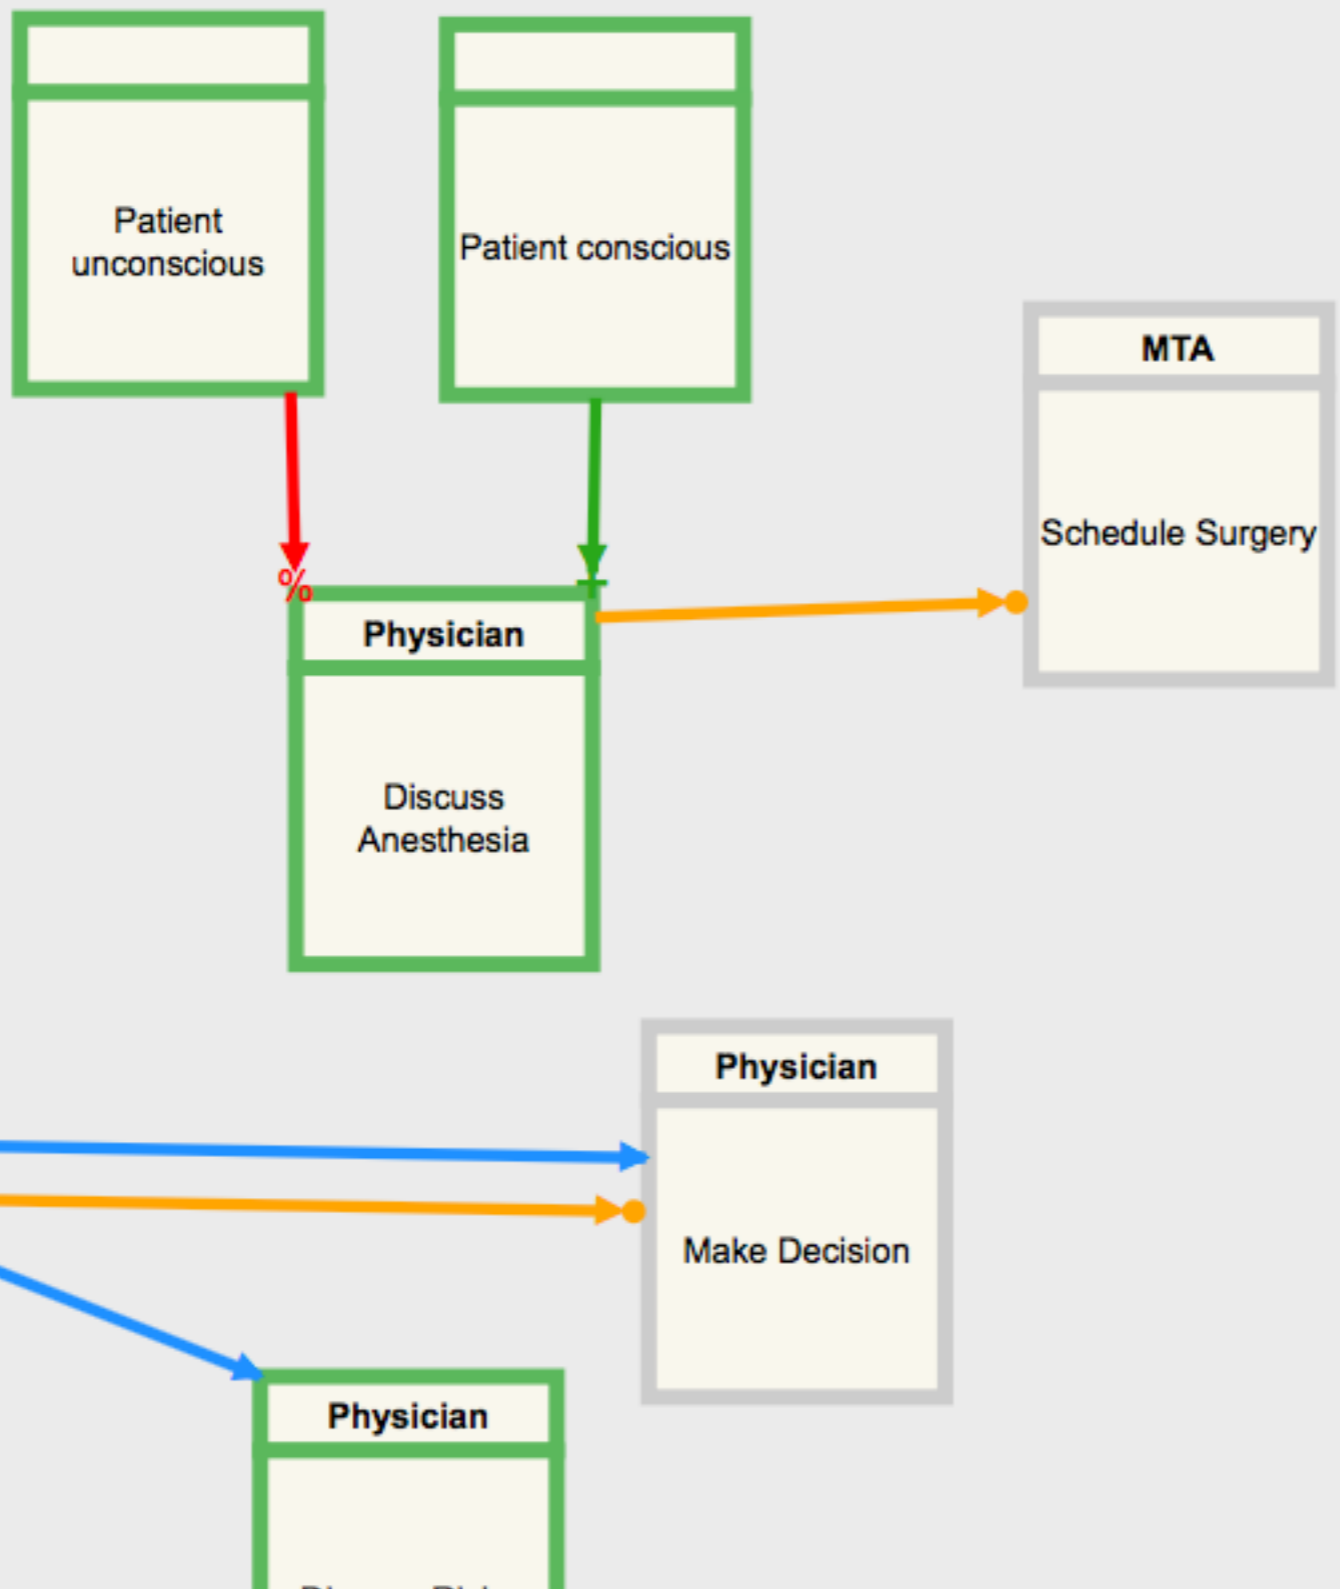 Patient
unconscious
Patient conscious
MTA
Schedule Surgery
%
+
Physician
Discuss
Anesthesia
Physician
Make Decision
Physician